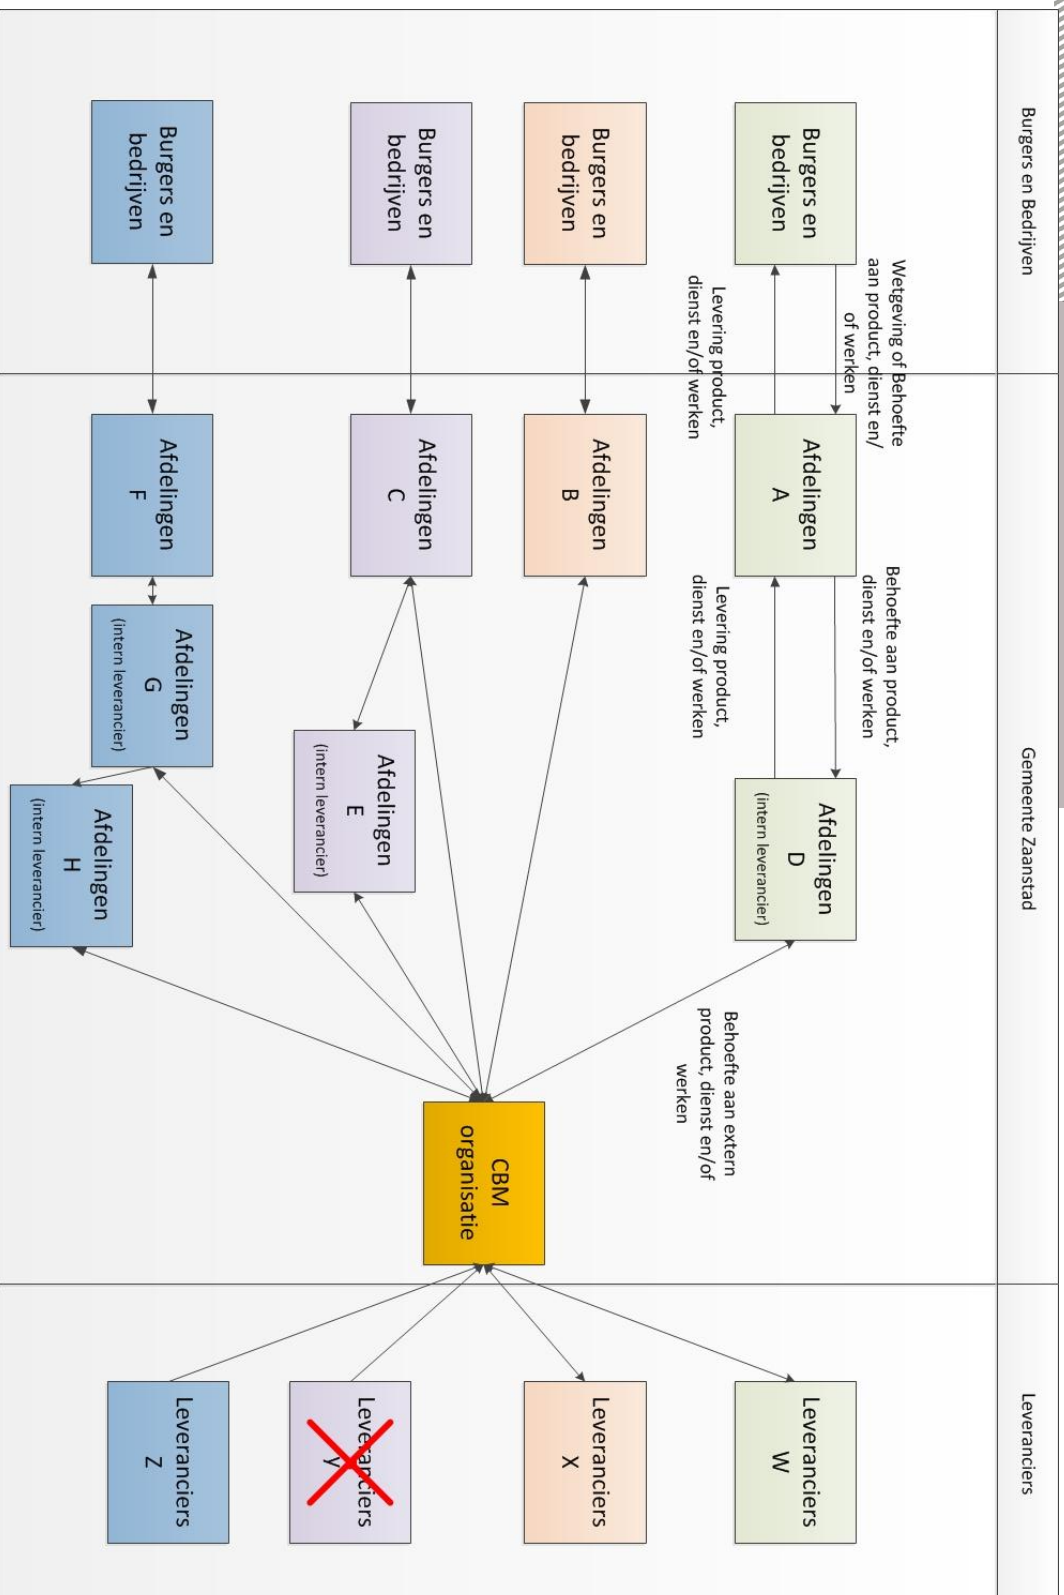 Burgers en Bedrijven
Gemeente Zaanstad
Leveranciers
Wetgeving of Behoefte
aan product, dienst en/
of werken
Behoefte aan product,
dienst en/of werken
Burgers en
bedrijven
Afdelingen
A
Afdelingen
D
(intern leverancier)
Leveranciers
W
Levering product,
dienst en/of werken
Levering product,
dienst en/of werken
Behoefte aan extern
product, dienst en/of
werken
Burgers en
bedrijven
Afdelingen
B
Leveranciers
X
CBM
organisatie
Burgers en
bedrijven
Afdelingen
C
Afdelingen
E
(intern leverancier)
Leveranciers
y
Burgers en
bedrijven
Afdelingen
F
Afdelingen
G
(intern leverancier)
Afdelingen
H
(intern leverancier)
Leveranciers
Z